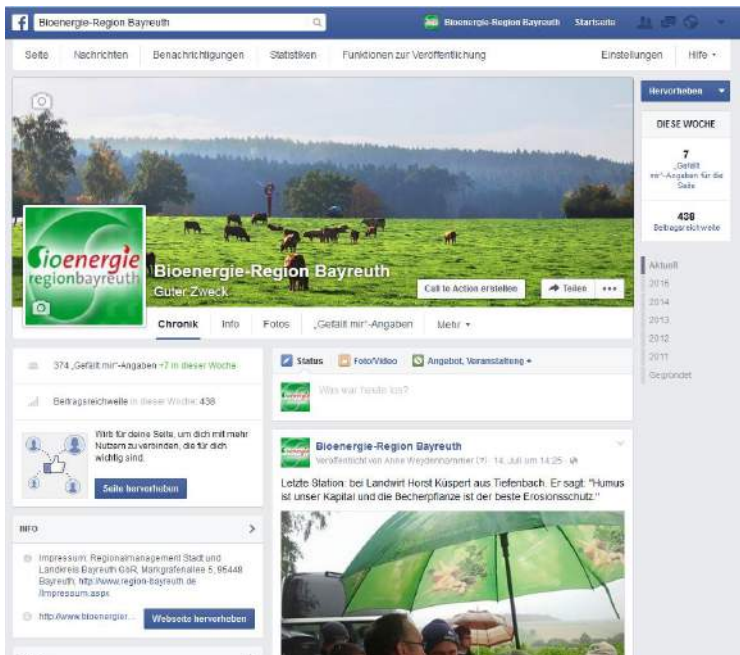 Bioenergie-Region Bayreuth
Bioenergie-Region Bayreuth
Startseite
Seite
Nachrichten
Benachrichtigungen
Statistiken
Funktionen zur Veröffentlichung
Einstellungen
Hilfe
Hervorheben
DIESE WOCHE
7
„Gefällt
mir“-Angaben für die
Seite
438
Beitragsreichweite
Aktuell
2015
2014
2013
2012
2011
Gegründet
bioenergie
regionbayreuth
Bioenergie-Region Bayreuth
Guter Zweck
Call to Action erstellen
Teilen
Chronik
Info
Fotos
„Gefällt mir“-Angaben
Mehr
374 „Gefällt mir“-Angaben +7 in dieser Woche
Beitragsreichweite in dieser Woche: 438
Wirb für deine Seite, um dich mit mehr
Nutzern zu verbinden, die für dich
wichtig sind.
Seite hervorheben
INFO
Impressum: Regionalmanagement Stadt und
Landkreis Bayreuth GbR, Markgrafenallee 5, 95448
Bayreuth, http://www.region-bayreuth.de
/Impressum.aspx
http://www.bioenergier...
Webseite hervorheben
Status
Foto/Video
Angebot, Veranstaltung +
Was war heute los?
Bioenergie-Region Bayreuth
Veröffentlicht von Anne Weydenhammer (?) · 14. Juli um 14:25 ·
Letzte Station: bei Landwirt Horst Küspert aus Tiefenbach. Er sagt: "Humus
ist unser Kapital und die Becherpflanze ist der beste Erosionsschutz."